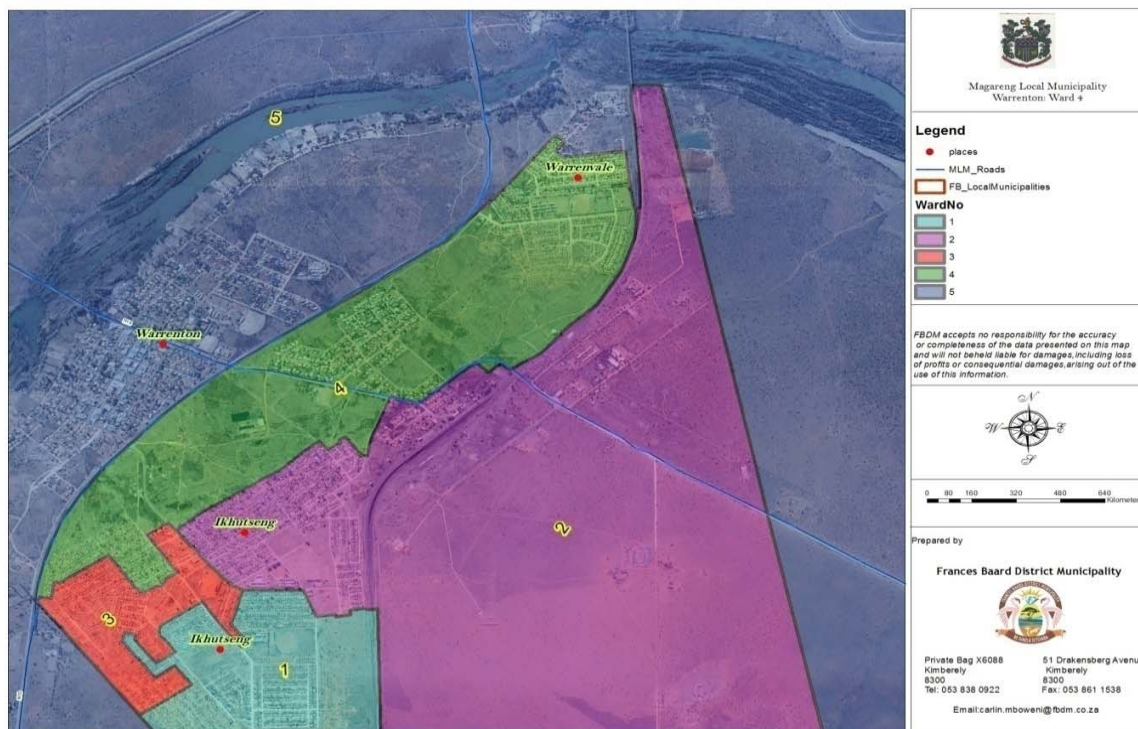 5
Warrenvale
Warrenton
4
Ikhutseng
2
3
Ikhutseng
1
Magareng Local Municipality
Warrenton: Ward 4
Legend
places
MLM_Roads
FB_LocalMunicipalities
WardNo
1
2
3
4
5
FBDM accepts no responsibility for the accuracy
or completeness of the data presented on this map
and will not beheld liable for damages,including loss
of profits or consequential damages,arising out of the
use of this information.
N
W E
S
0 80 160 320 480 640
Kilometer
Prepared by
Frances Baard District Municipality
Private Bag X6088 51 Drakensberg Avenu
Kimberely Kimberely
8300 8300
Tel: 053 838 0922 Fax: 053 861 1538
Email:carlin.mboweni@fbdm.co.za